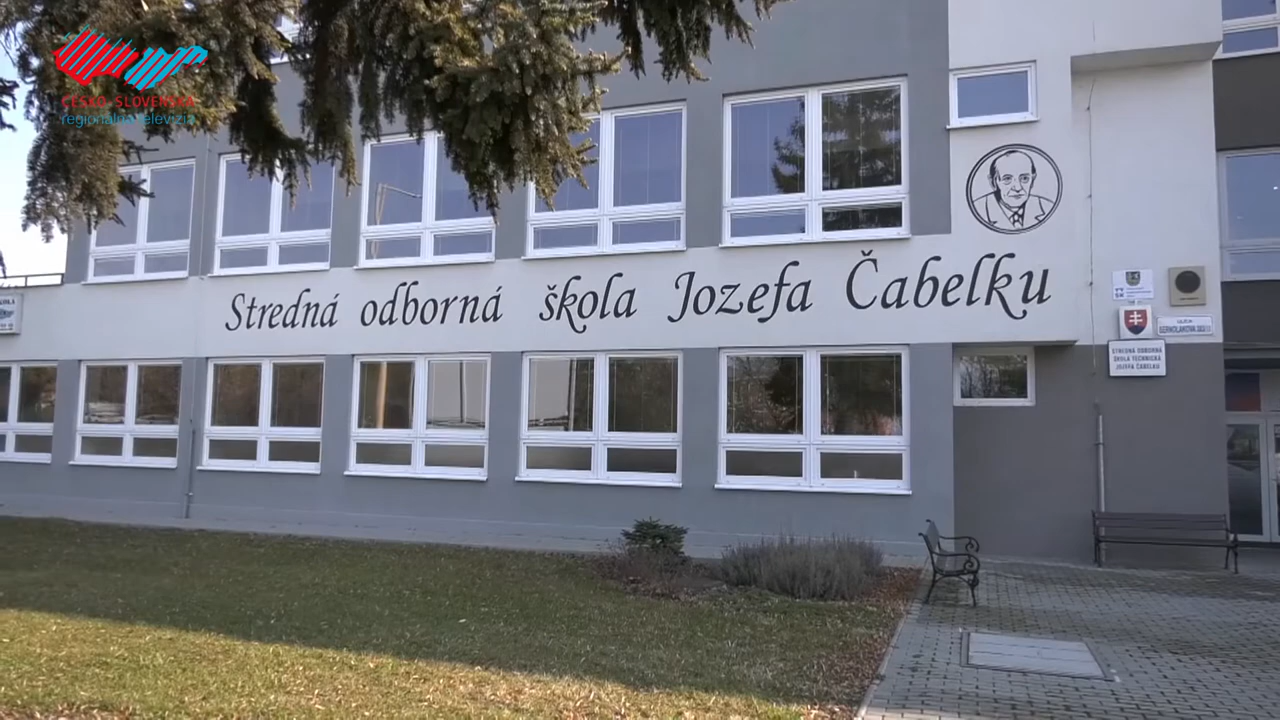 ČESKO-SLOVENSKÁ
regionálna televízia
Stredná odborná škola Jozefa Čabelku
STREDNÁ ODBORNÁ
ŠKOLA TECHNICKÁ
JOZEFA ČABELKU